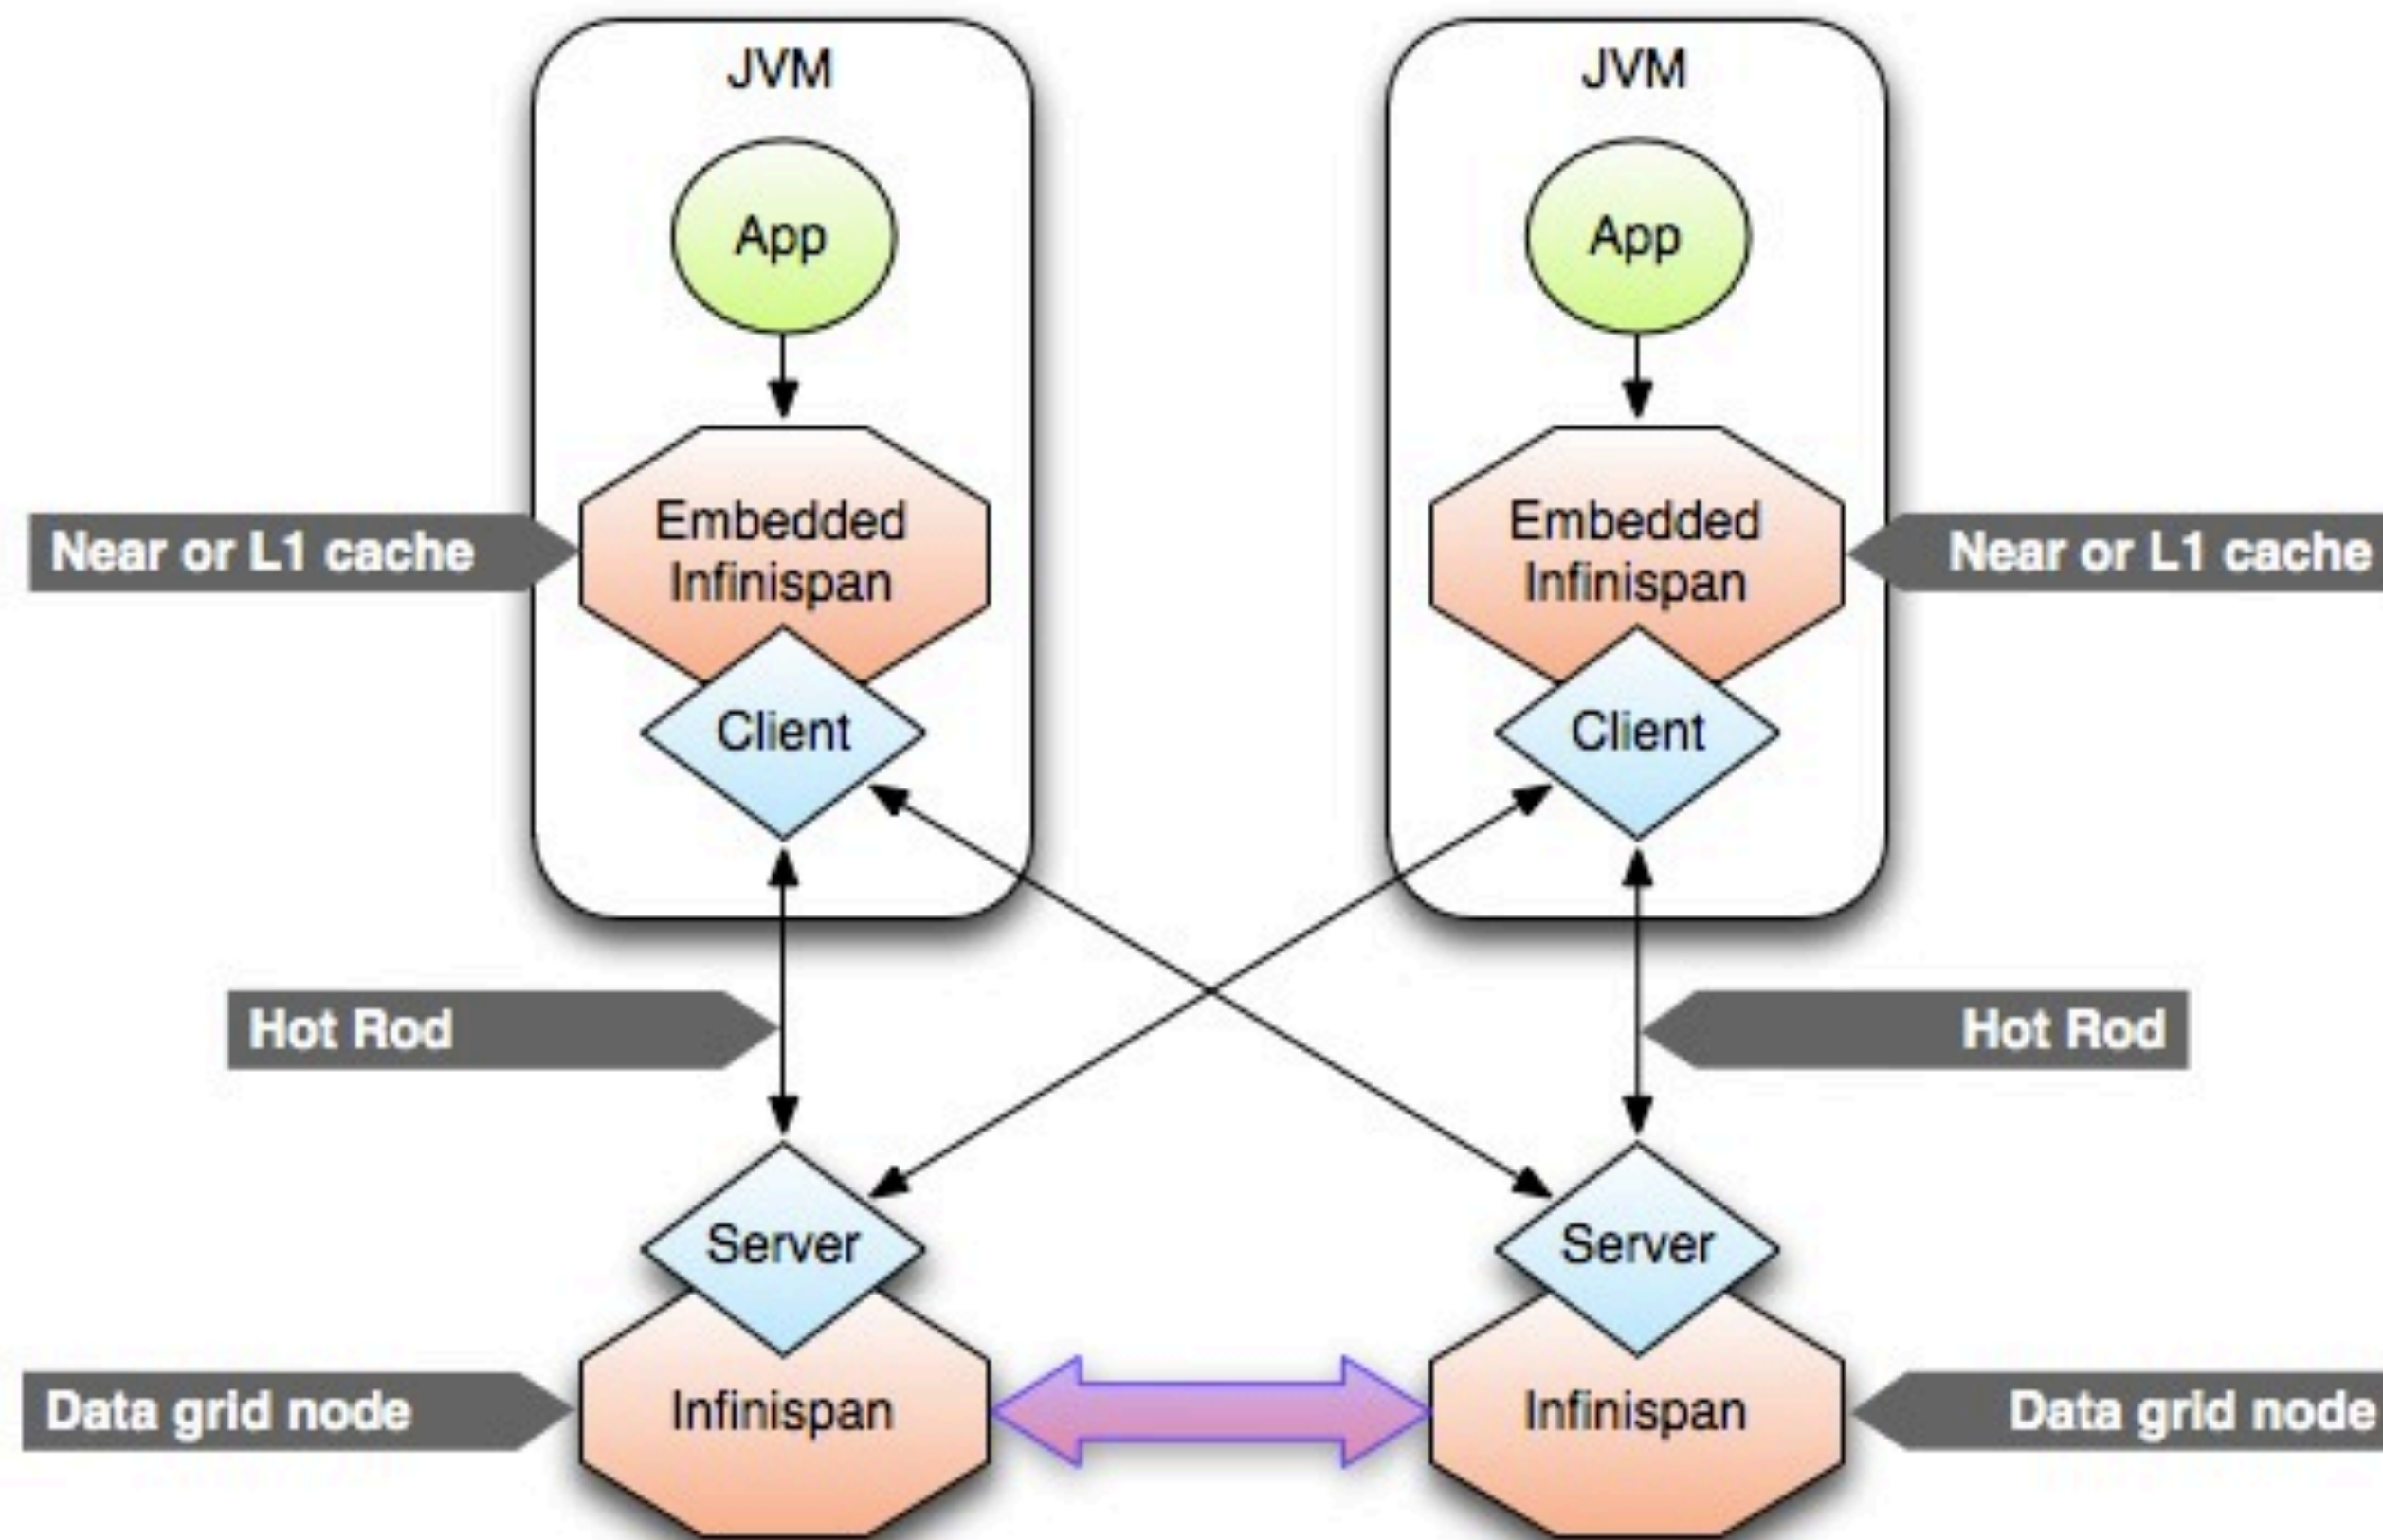 JVM
JVM
App
App
Embedded
Infinispan
Embedded
Infinispan
Near or L1 cache
Near or L1 cache
Client
Client
Hot Rod
Hot Rod
Server
Server
Data grid node
Infinispan
Infinispan
Data grid node